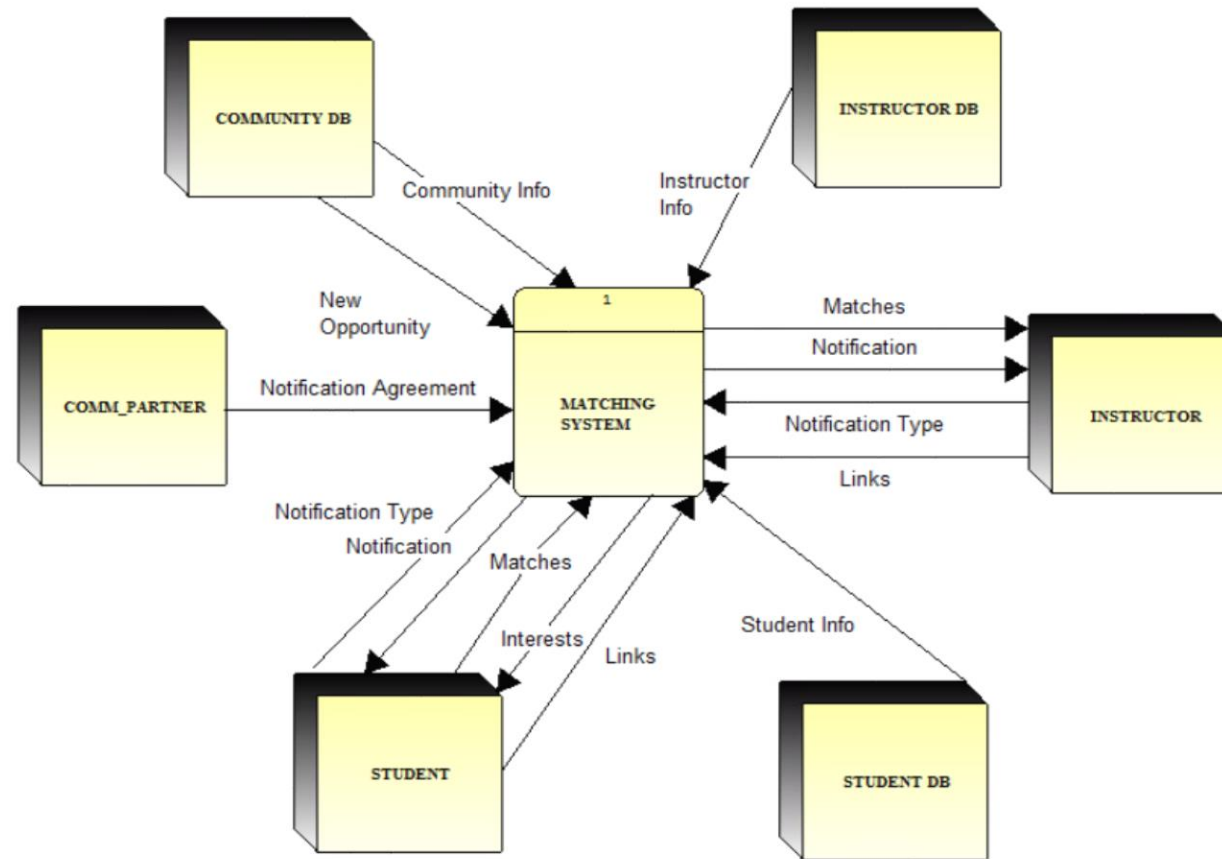 COMMUNITY DB
INSTRUCTOR DB
Community Info
Instructor
Info
New
Opportunity
1
Matches
Notification
COMM_PARTNER
Notification Agreement
MATCHING
SYSTEM
Notification Type
INSTRUCTOR
Links
Notification Type
Notification
Matches
Interests
Links
Student Info
STUDENT
STUDENT DB